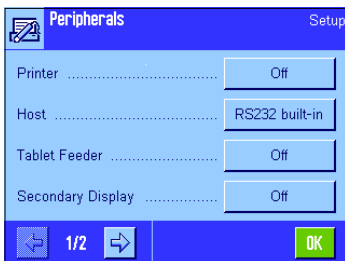 Peripherals
Setup
Printer .................................. Off
Host .................................... RS232 built-in
Tablet Feeder ........................ Off
Secondary Display ................ Off
1/2
OK